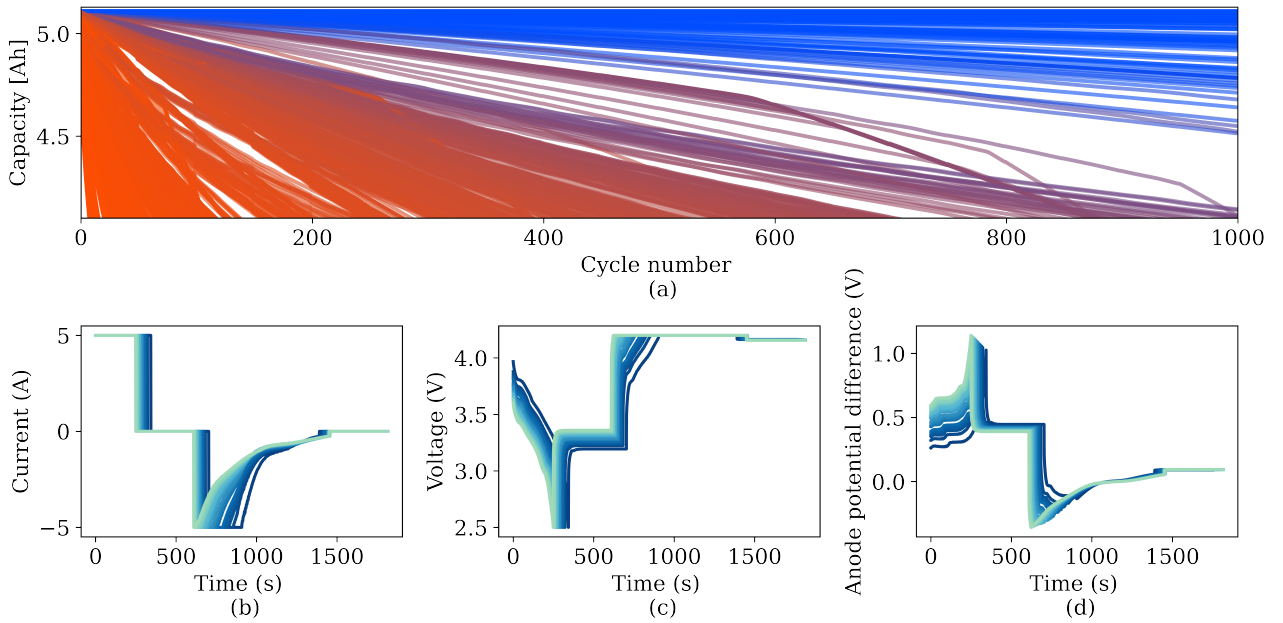 Capacity [Ah]
5.0
4.5
0
200
400
600
800
1000
Cycle number
(a)
Current (A)
5
0
−5
0
500
1000
1500
Time (s)
(b)
Voltage (V)
4.0
3.5
3.0
2.5
0
500
1000
1500
Time (s)
(c)
Anode potential difference (V)
1.0
0.5
0.0
0
500
1000
1500
Time (s)
(d)